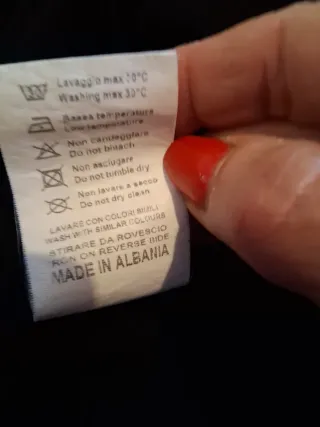 Lavaggio max 30°C
Washing max 30°C
Bassa temperatura
Low temperature
Non candeggare
Do not bleach
Non asciugare
Do not tumble dry
Non lavare a secco
Do not dry clean
LAVARE CON COLORI SIMILI
WASH WITH SIMILAR COLOURS
STIRARE DA ROVESCIO
RON ON REVERSE SIDE
MADE IN ALBANIA